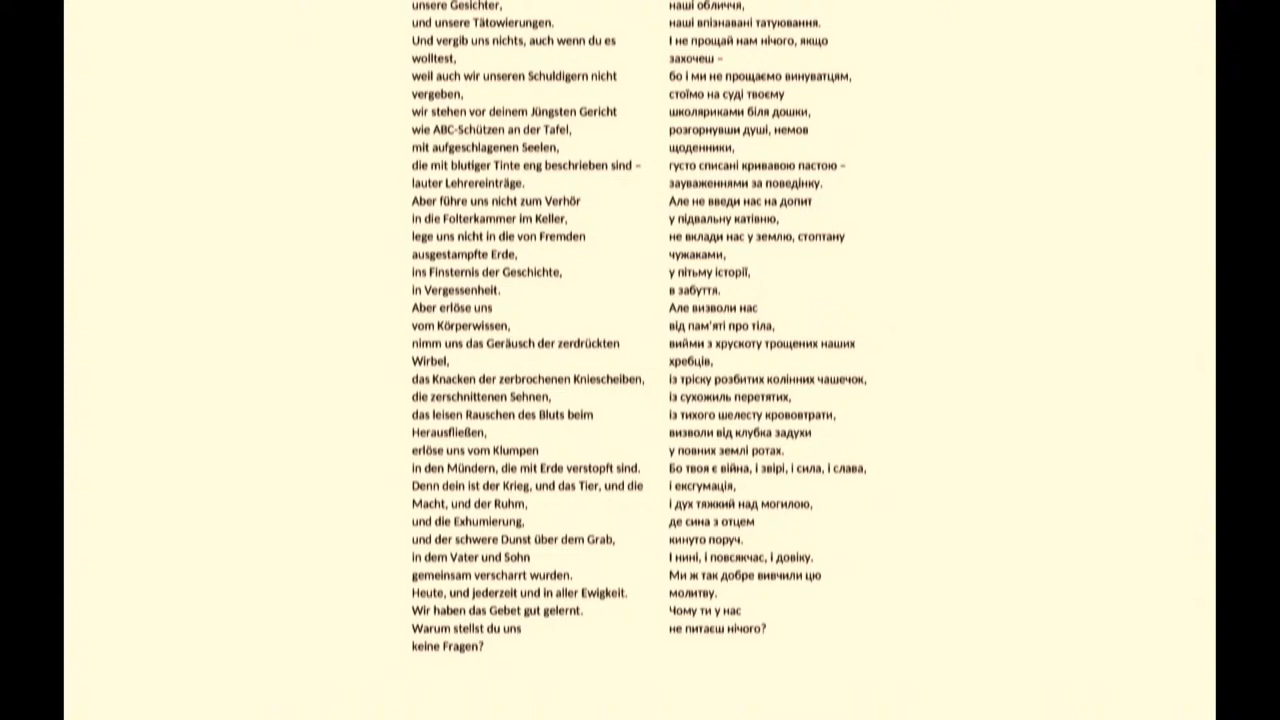 unsere Gesichter,
und unsere Tätowierungen.
Und vergib uns nichts, auch wenn du es
wolltest,
weil auch wir unseren Schuldigern nicht
vergeben,
wir stehen vor deinem Jüngsten Gericht
wie ABC-Schützen an der Tafel,
mit aufgeschlagenen Seelen,
die mit blutiger Tinte eng beschrieben sind –
lauter Lehrereinträge.
Aber führe uns nicht zum Verhör
in die Folterkammer im Keller,
lege uns nicht in die von Fremden
ausgestampfte Erde,
ins Finsternis der Geschichte,
in Vergessenheit.
Aber erlöse uns
vom Körperwissen,
nimm uns das Geräusch der zerdrückten
Wirbel,
das Knacken der zerbrochenen Kniescheiben,
die zerschnittenen Sehnen,
das leisen Rauschen des Bluts beim
Herausfließen,
erlöse uns vom Klumpen
in den Mündern, die mit Erde verstopft sind.
Denn dein ist der Krieg, und das Tier, und die
Macht, und der Ruhm,
und die Exhumierung,
und der schwere Dunst über dem Grab,
in dem Vater und Sohn
gemeinsam verscharrt wurden.
Heute, und jederzeit und in aller Ewigkeit.
Wir haben das Gebet gut gelernt.
Warum stellst du uns
keine Fragen?
наші обличчя,
наші впізнавані татуювання.
І не прощай нам нічого, якщо
захочеш –
бо і ми не прощаємо винуватцям,
стоїмо на суді твоєму
школяриками біля дошки,
розгорнувши душі, немов
щоденники,
густо списані кривавою пастою –
зауваженнями за поведінку.
Але не введи нас на допит
у підвальну катівню,
не вклади нас у землю, стоптану
чужаками,
у пітьму історії,
в забуття.
Але визволи нас
від пам'яті про тіла,
вийми з хрускоту трощених наших
хребців,
із тріску розбитих колінних чашечок,
із сухожиль перетятих,
із тихого шелесту крововтрати,
визволи від клубка задухи
у повних землі ротах.
Бо твоя є війна, і звірі, і сила, і слава,
і ексгумація,
і дух тяжкий над могилою,
де сина з отцем
кинуто поруч.
І нині, і повсякчас, і довіку.
Ми ж так добре вивчили цю
молитву.
Чому ти у нас
не питаєш нічого?